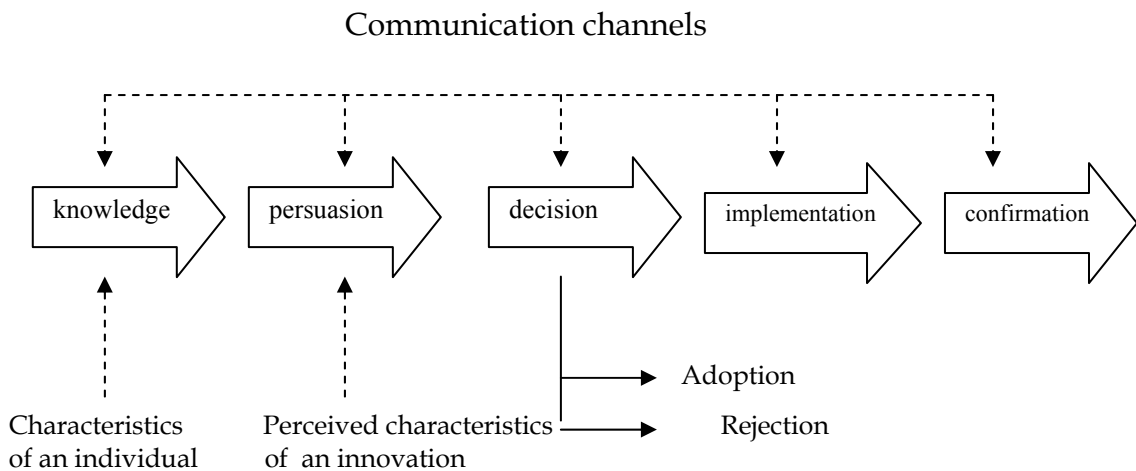 Communication channels
knowledge
persuasion
decision
implementation
confirmation
Adoption
Rejection
Characteristics
of an individual
Perceived characteristics
of an innovation